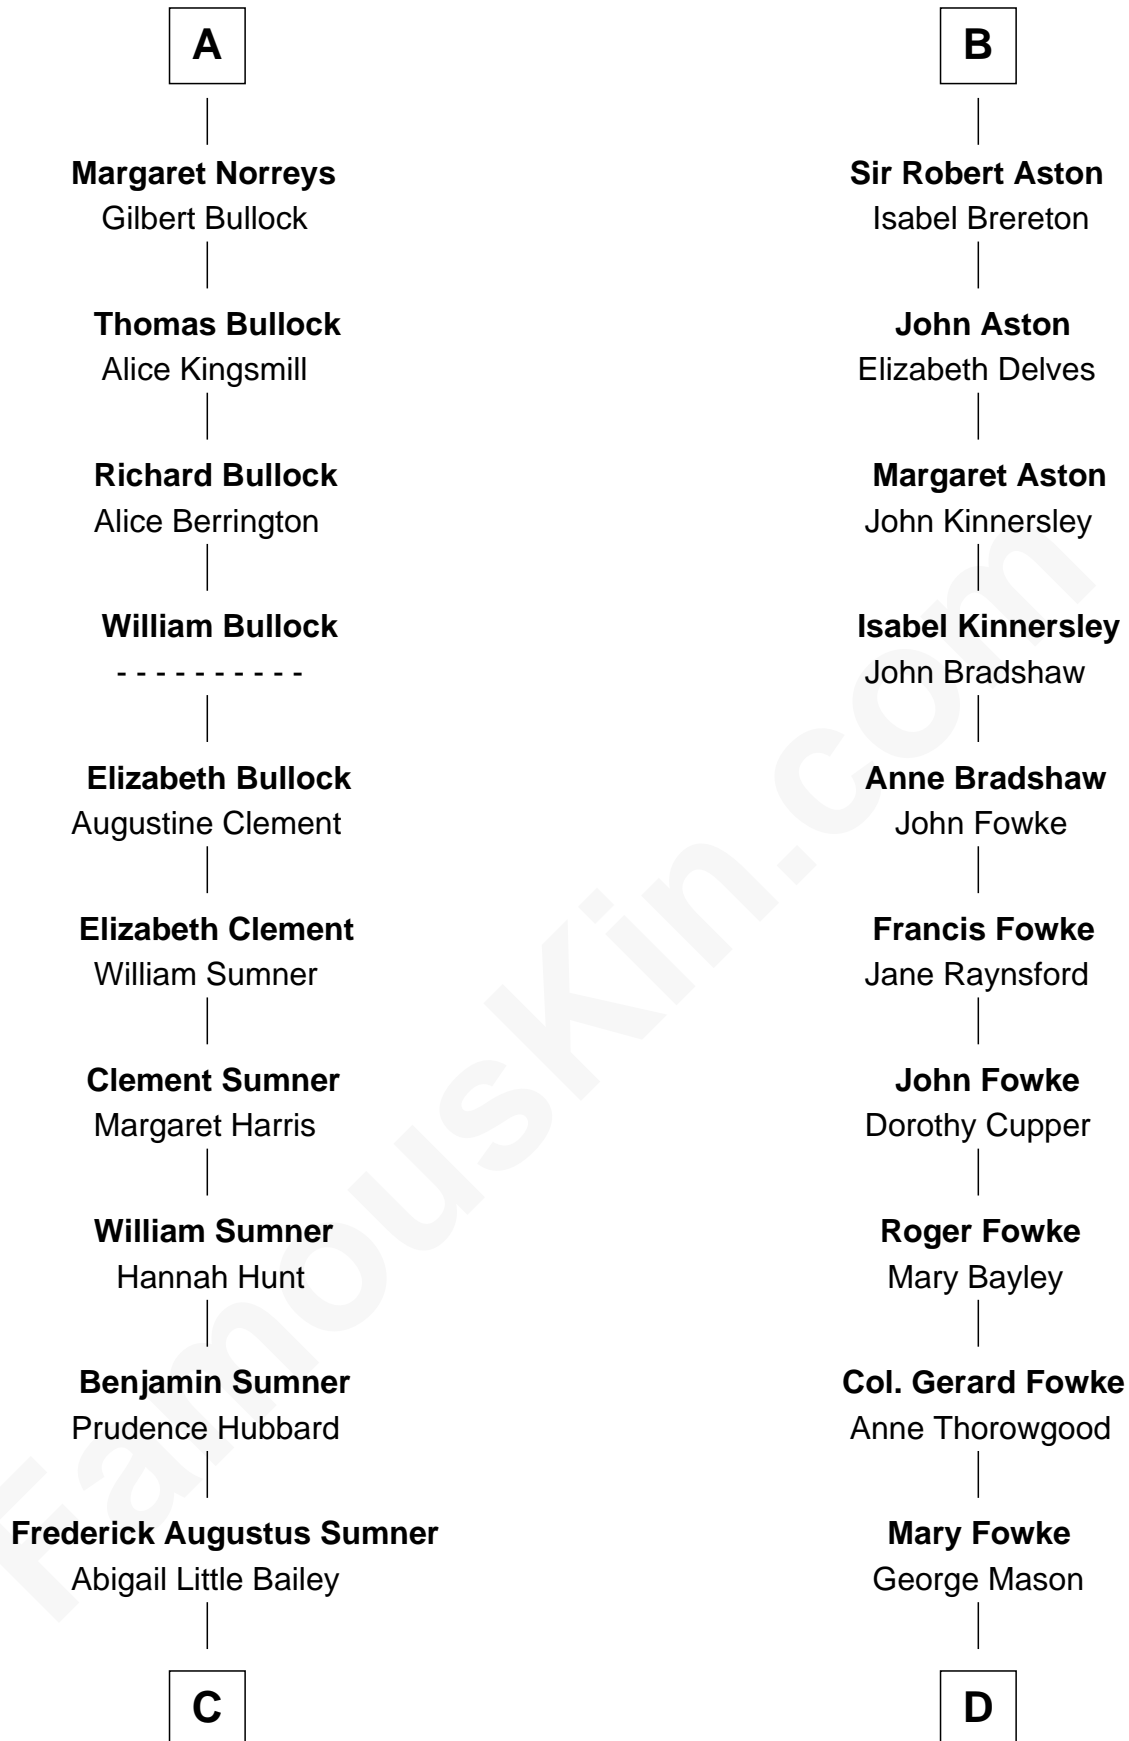 A
Margaret Norreys
Gilbert Bullock
Thomas Bullock
Alice Kingsmill
Richard Bullock
Alice Berrington
William Bullock
- - - - - - - - - -
Elizabeth Bullock
Augustine Clement
Elizabeth Clement
William Sumner
Clement Sumner
Margaret Harris
William Sumner
Hannah Hunt
Benjamin Sumner
Prudence Hubbard
Frederick Augustus Sumner
Abigail Little Bailey
C
B
Sir Robert Aston
Isabel Brereton
John Aston
Elizabeth Delves
Margaret Aston
John Kinnersley
Isabel Kinnersley
John Bradshaw
Anne Bradshaw
John Fowke
Francis Fowke
Jane Raynsford
John Fowke
Dorothy Cupper
Roger Fowke
Mary Bayley
Col. Gerard Fowke
Anne Thorowgood
Mary Fowke
George Mason
D
FamousKin.com